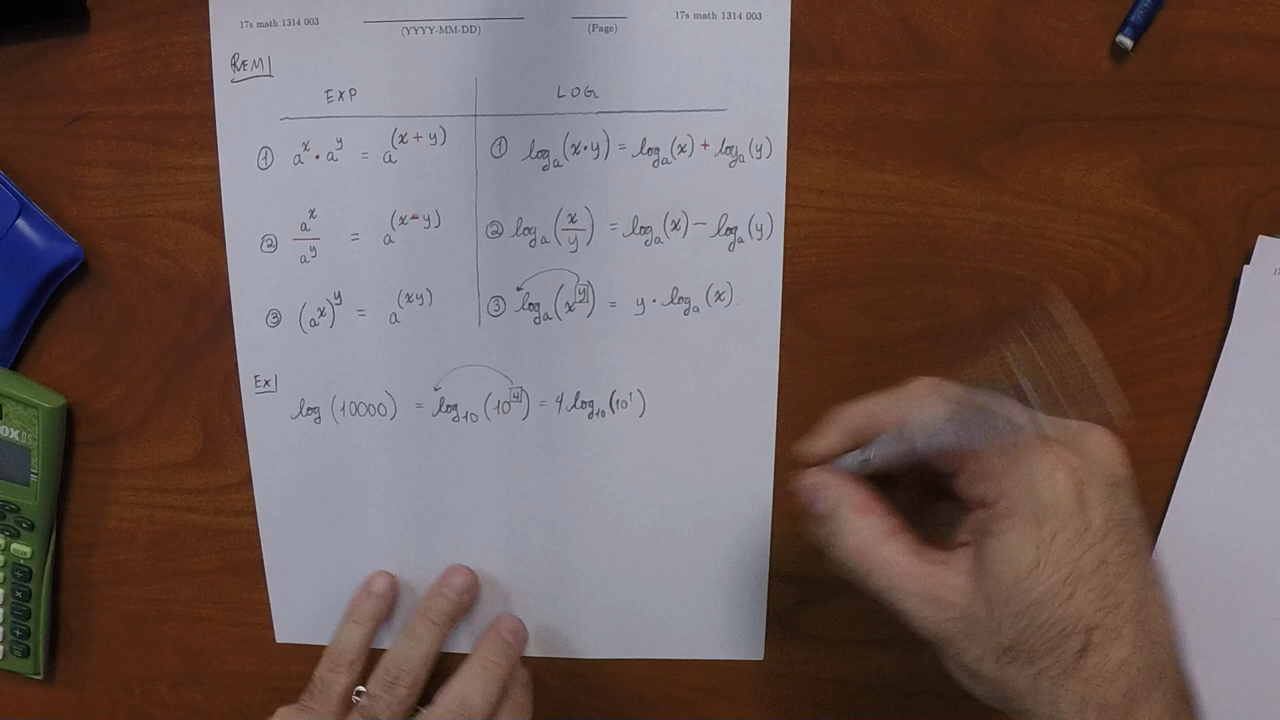 17s math 1314 003 (YYYY-MM-DD) (Page) 17s math 1314 003
REM
EXP LOG
① a^x · a^y = a^(x+y) ① log_a(x·y) = log_a(x) + log_a(y)
② a^x / a^y = a^(x-y) ② log_a(x/y) = log_a(x) - log_a(y)
③ (a^x)^y = a^(xy) ③ log_a(x^y) = y · log_a(x).
Ex
log(10000) = log_10(10^4) = 4 log_10(10^1)